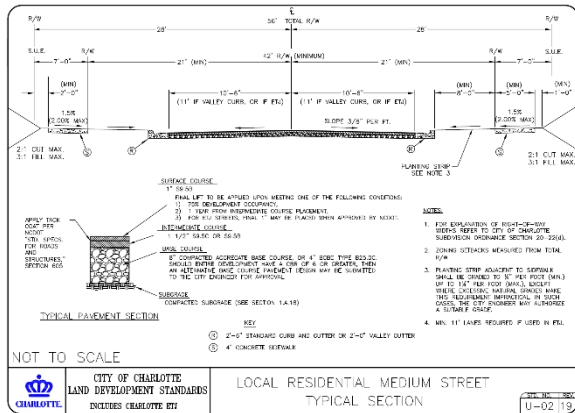 ℄
R/W
56' TOTAL R/W
R/W
28'
28'
S.U.E.
R/W
42' R/W (MINIMUM)
R/W
S.U.E.
7'-0"
21' (MIN)
21' (MIN)
7'-0"
(MIN)
2'-0"
10'-6"
10'-6"
(MIN)
8'-0"
(MIN)
5'-0"
(MIN)
1'-0"
(11' IF VALLEY CURB, OR IF ETJ)
(11' IF VALLEY CURB, OR IF ETJ)
1.5%
(2.00% MAX)
SLOPE 3/8" PER FT.
1.5%
(2.00% MAX)
2:1 CUT MAX.
3:1 FILL MAX.
2:1 CUT MAX.
3:1 FILL MAX.
PLANTING STRIP
SEE NOTE 3
SURFACE COURSE
1" S9.5B
FINAL LIFT TO BE APPLIED UPON MEETING ONE OF THE FOLLOWING CONDITIONS:
1) 75% DEVELOPMENT OCCUPANCY,
2) 1 YEAR FROM INTERMEDIATE COURSE PLACEMENT.
3) FOR ETJ STREETS, FINAL 1" MAY BE PLACED WHEN APPROVED BY NCDOT.
INTERMEDIATE COURSE
1 1/2" S9.5C OR S9.5B
BASE COURSE
8" COMPACTED AGGREGATE BASE COURSE, OR 4" BCBC TYPE B25.0C.
SHOULD ENTIRE DEVELOPMENT HAVE A CBR OF 6 OR GREATER, THEN
AN ALTERNATIVE BASE COURSE PAVEMENT DESIGN MAY BE SUBMITTED
TO THE CITY ENGINEER FOR APPROVAL
SUBGRADE
COMPACTED SUBGRADE (SEE SECTION 1.A.18)
APPLY TACK
COAT PER
NCDOT
"STD. SPECS.
FOR ROADS
AND
STRUCTURES,"
SECTION 605
TYPICAL PAVEMENT SECTION
KEY
2'-6" STANDARD CURB AND GUTTER OR 2'-0" VALLEY GUTTER
4" CONCRETE SIDEWALK
NOTES:
1. FOR EXPLANATION OF RIGHT-OF-WAY
WIDTHS REFER TO CITY OF CHARLOTTE
SUBDIVISION ORDINANCE SECTION 20-22(d).
2. ZONING SETBACKS MEASURED FROM TOTAL
R/W
3. PLANTING STRIP ADJACENT TO SIDEWALK
SHALL BE GRADED TO ¼" PER FOOT (MIN.)
UP TO 1¼" PER FOOT (MAX.), EXCEPT
WHERE EXCESSIVE NATURAL GRADES MAKE
THIS REQUIREMENT IMPRACTICAL. IN SUCH
CASES, THE CITY ENGINEER MAY AUTHORIZE
A SUITABLE GRADE.
4. MIN. 11' LANES REQUIRED IF USED IN ETJ.
NOT TO SCALE
CHARLOTTE.
CITY OF CHARLOTTE
LAND DEVELOPMENT STANDARDS
INCLUDES CHARLOTTE ETJ
LOCAL RESIDENTIAL MEDIUM STREET
TYPICAL SECTION
STD. NO. REV.
U-02 19